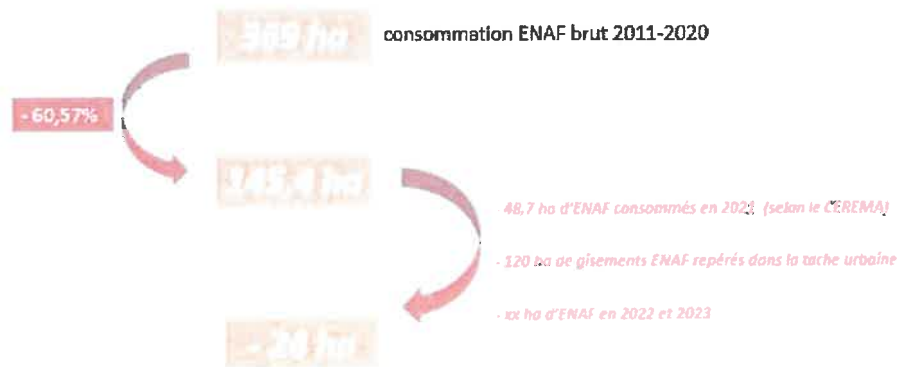 369 ha consommation ENAF brut 2011-2020
- 60,57%
145,4 ha
- 48,7 ha d'ENAF consommés en 2021 (selon le CEREMA)
- 120 ha de gisements ENAF repérés dans la tache urbaine
- xx ha d'ENAF en 2022 et 2023
- 24 ha